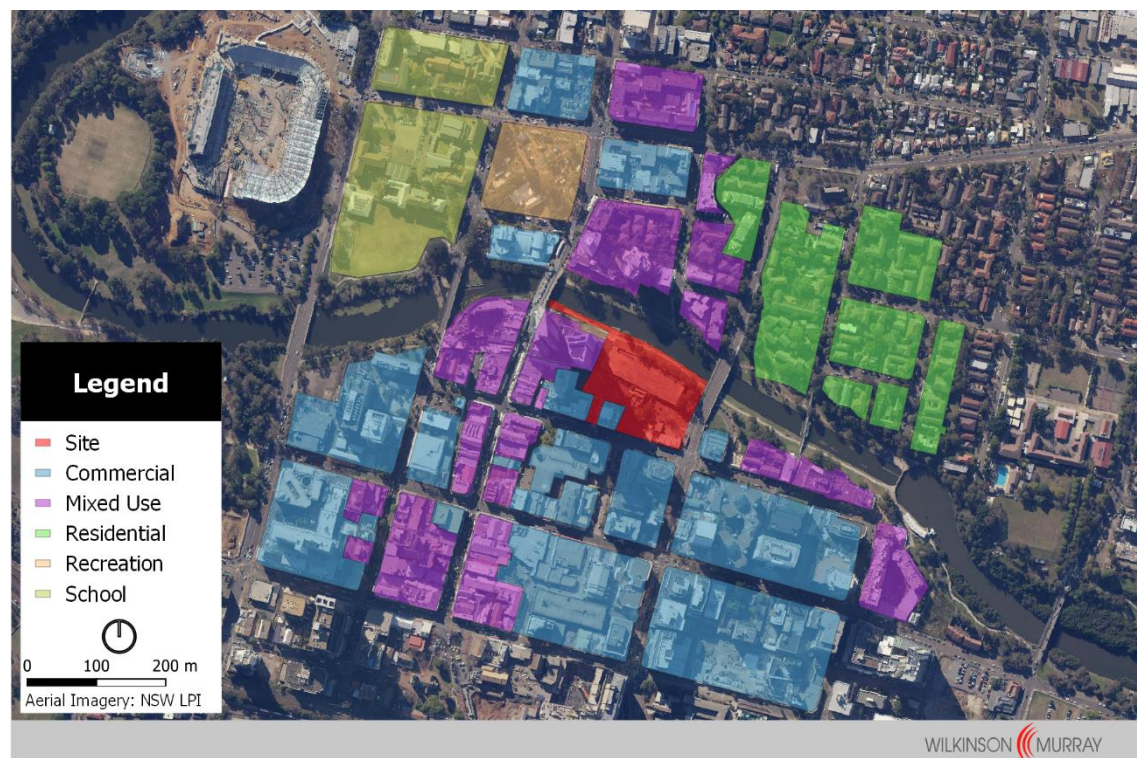 Legend
Site
Commercial
Mixed Use
Residential
Recreation
School
0 100 200 m
Aerial Imagery: NSW LPI
WILKINSON MURRAY